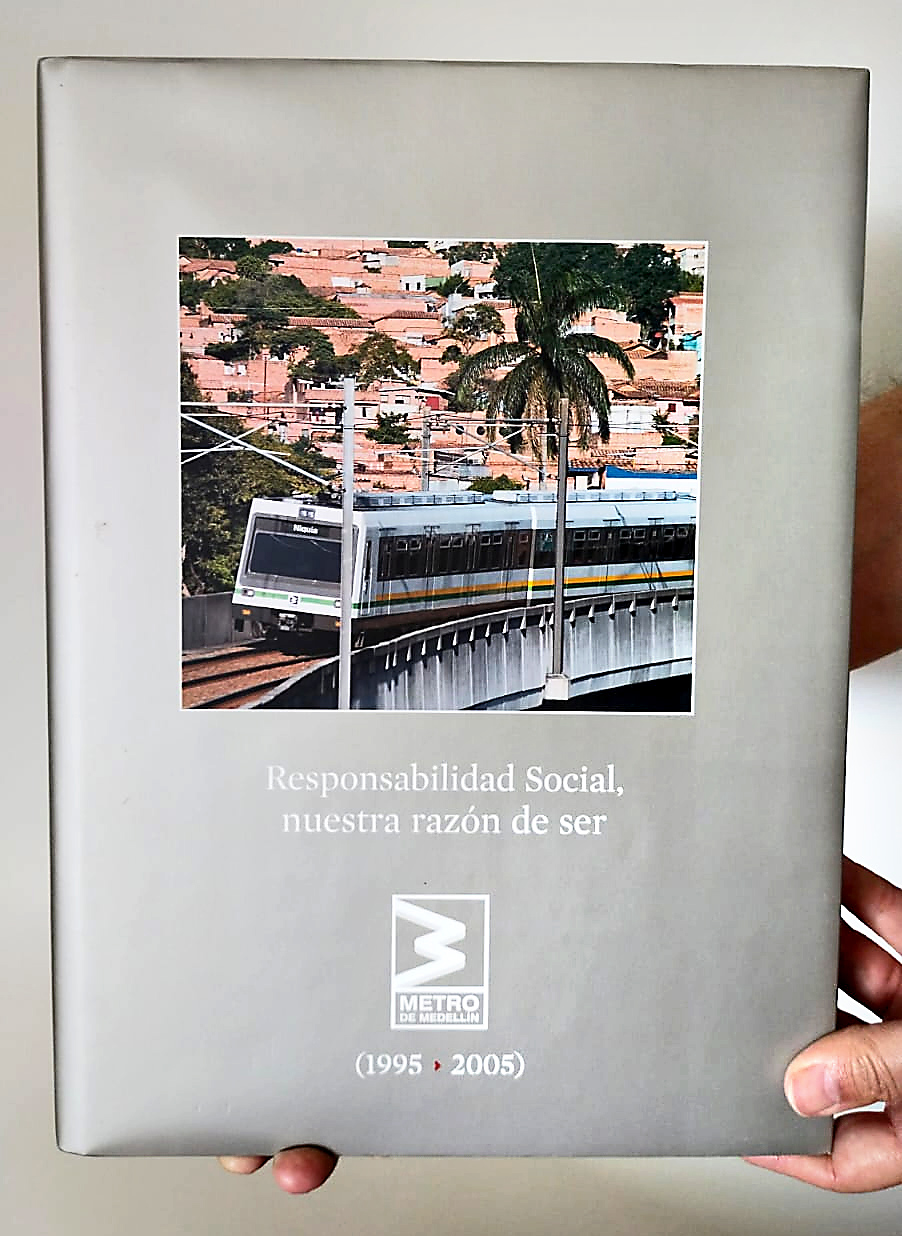 Niquía
Responsabilidad Social,
nuestra razón de ser
METRO
DE MEDELLÍN
(1995 › 2005)